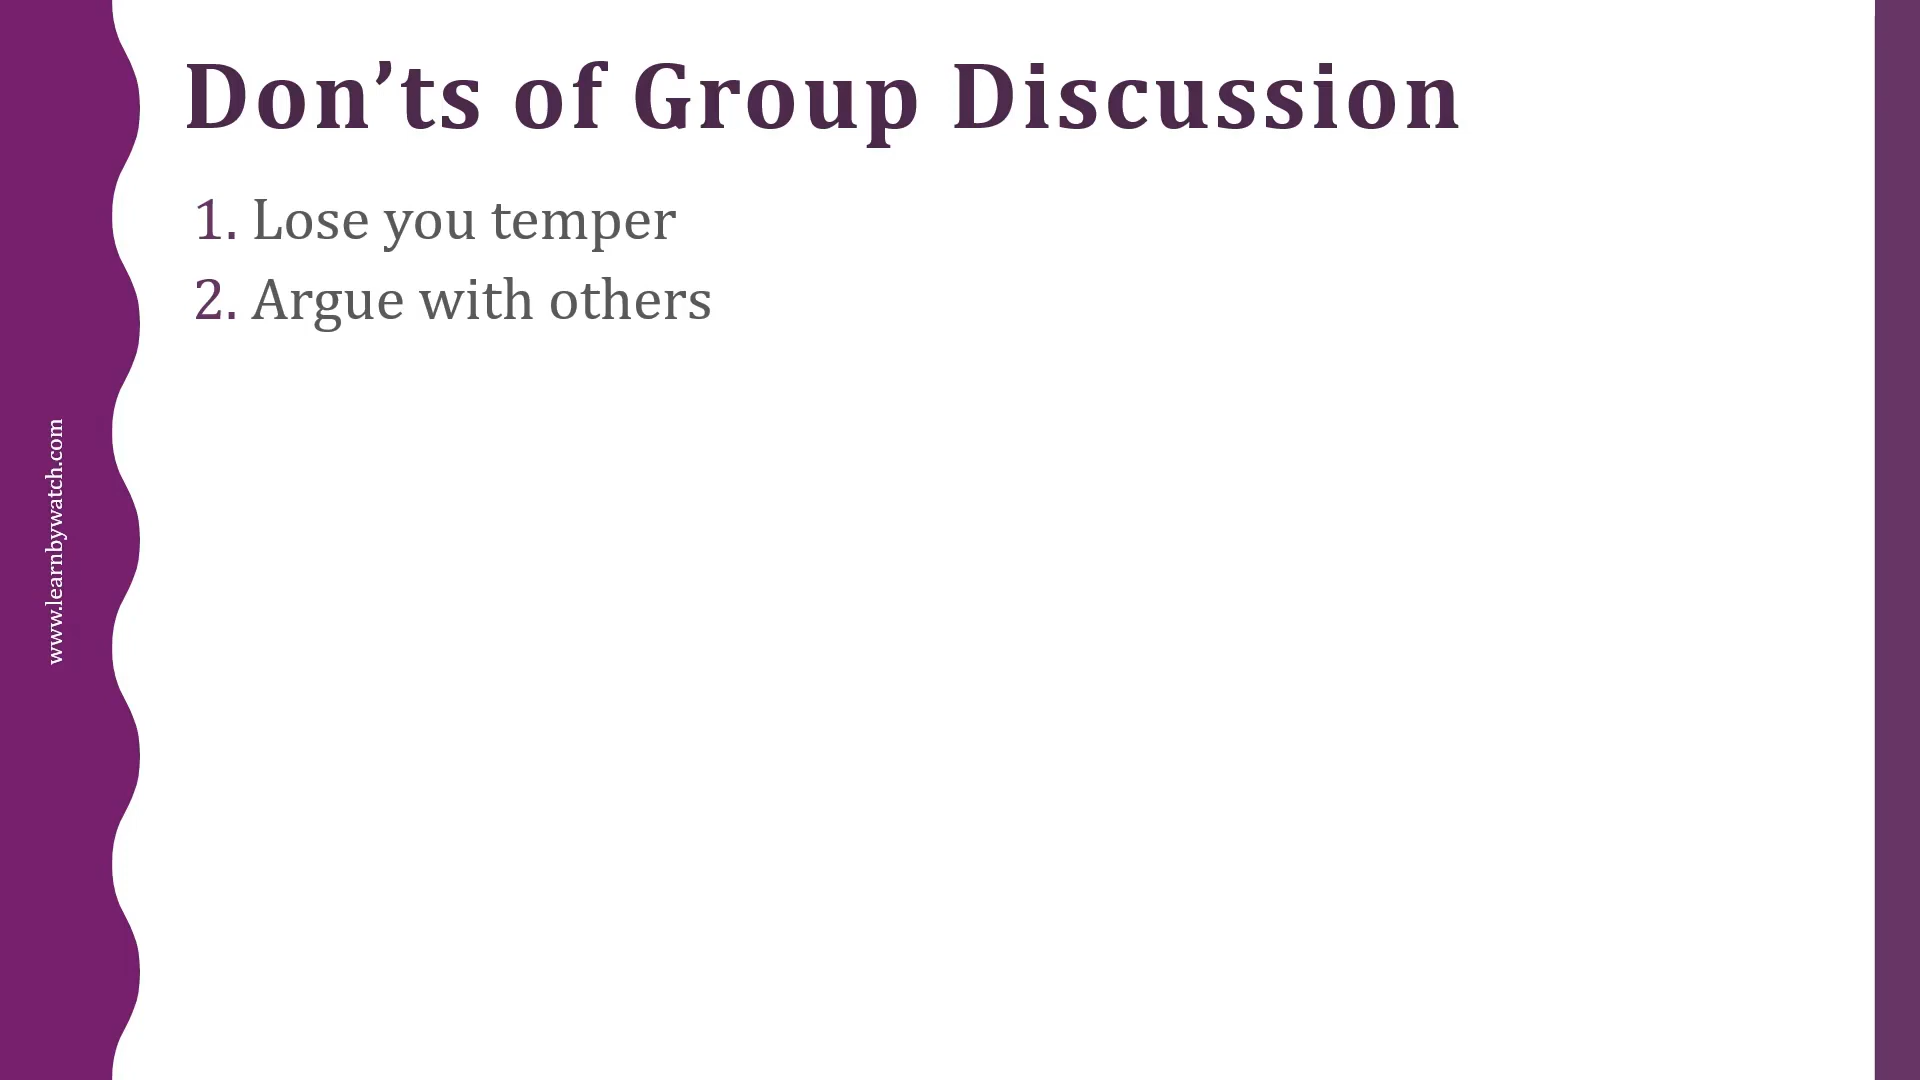 Don’ts of Group Discussion
1. Lose you temper
2. Argue with others
www.learnbywatch.com